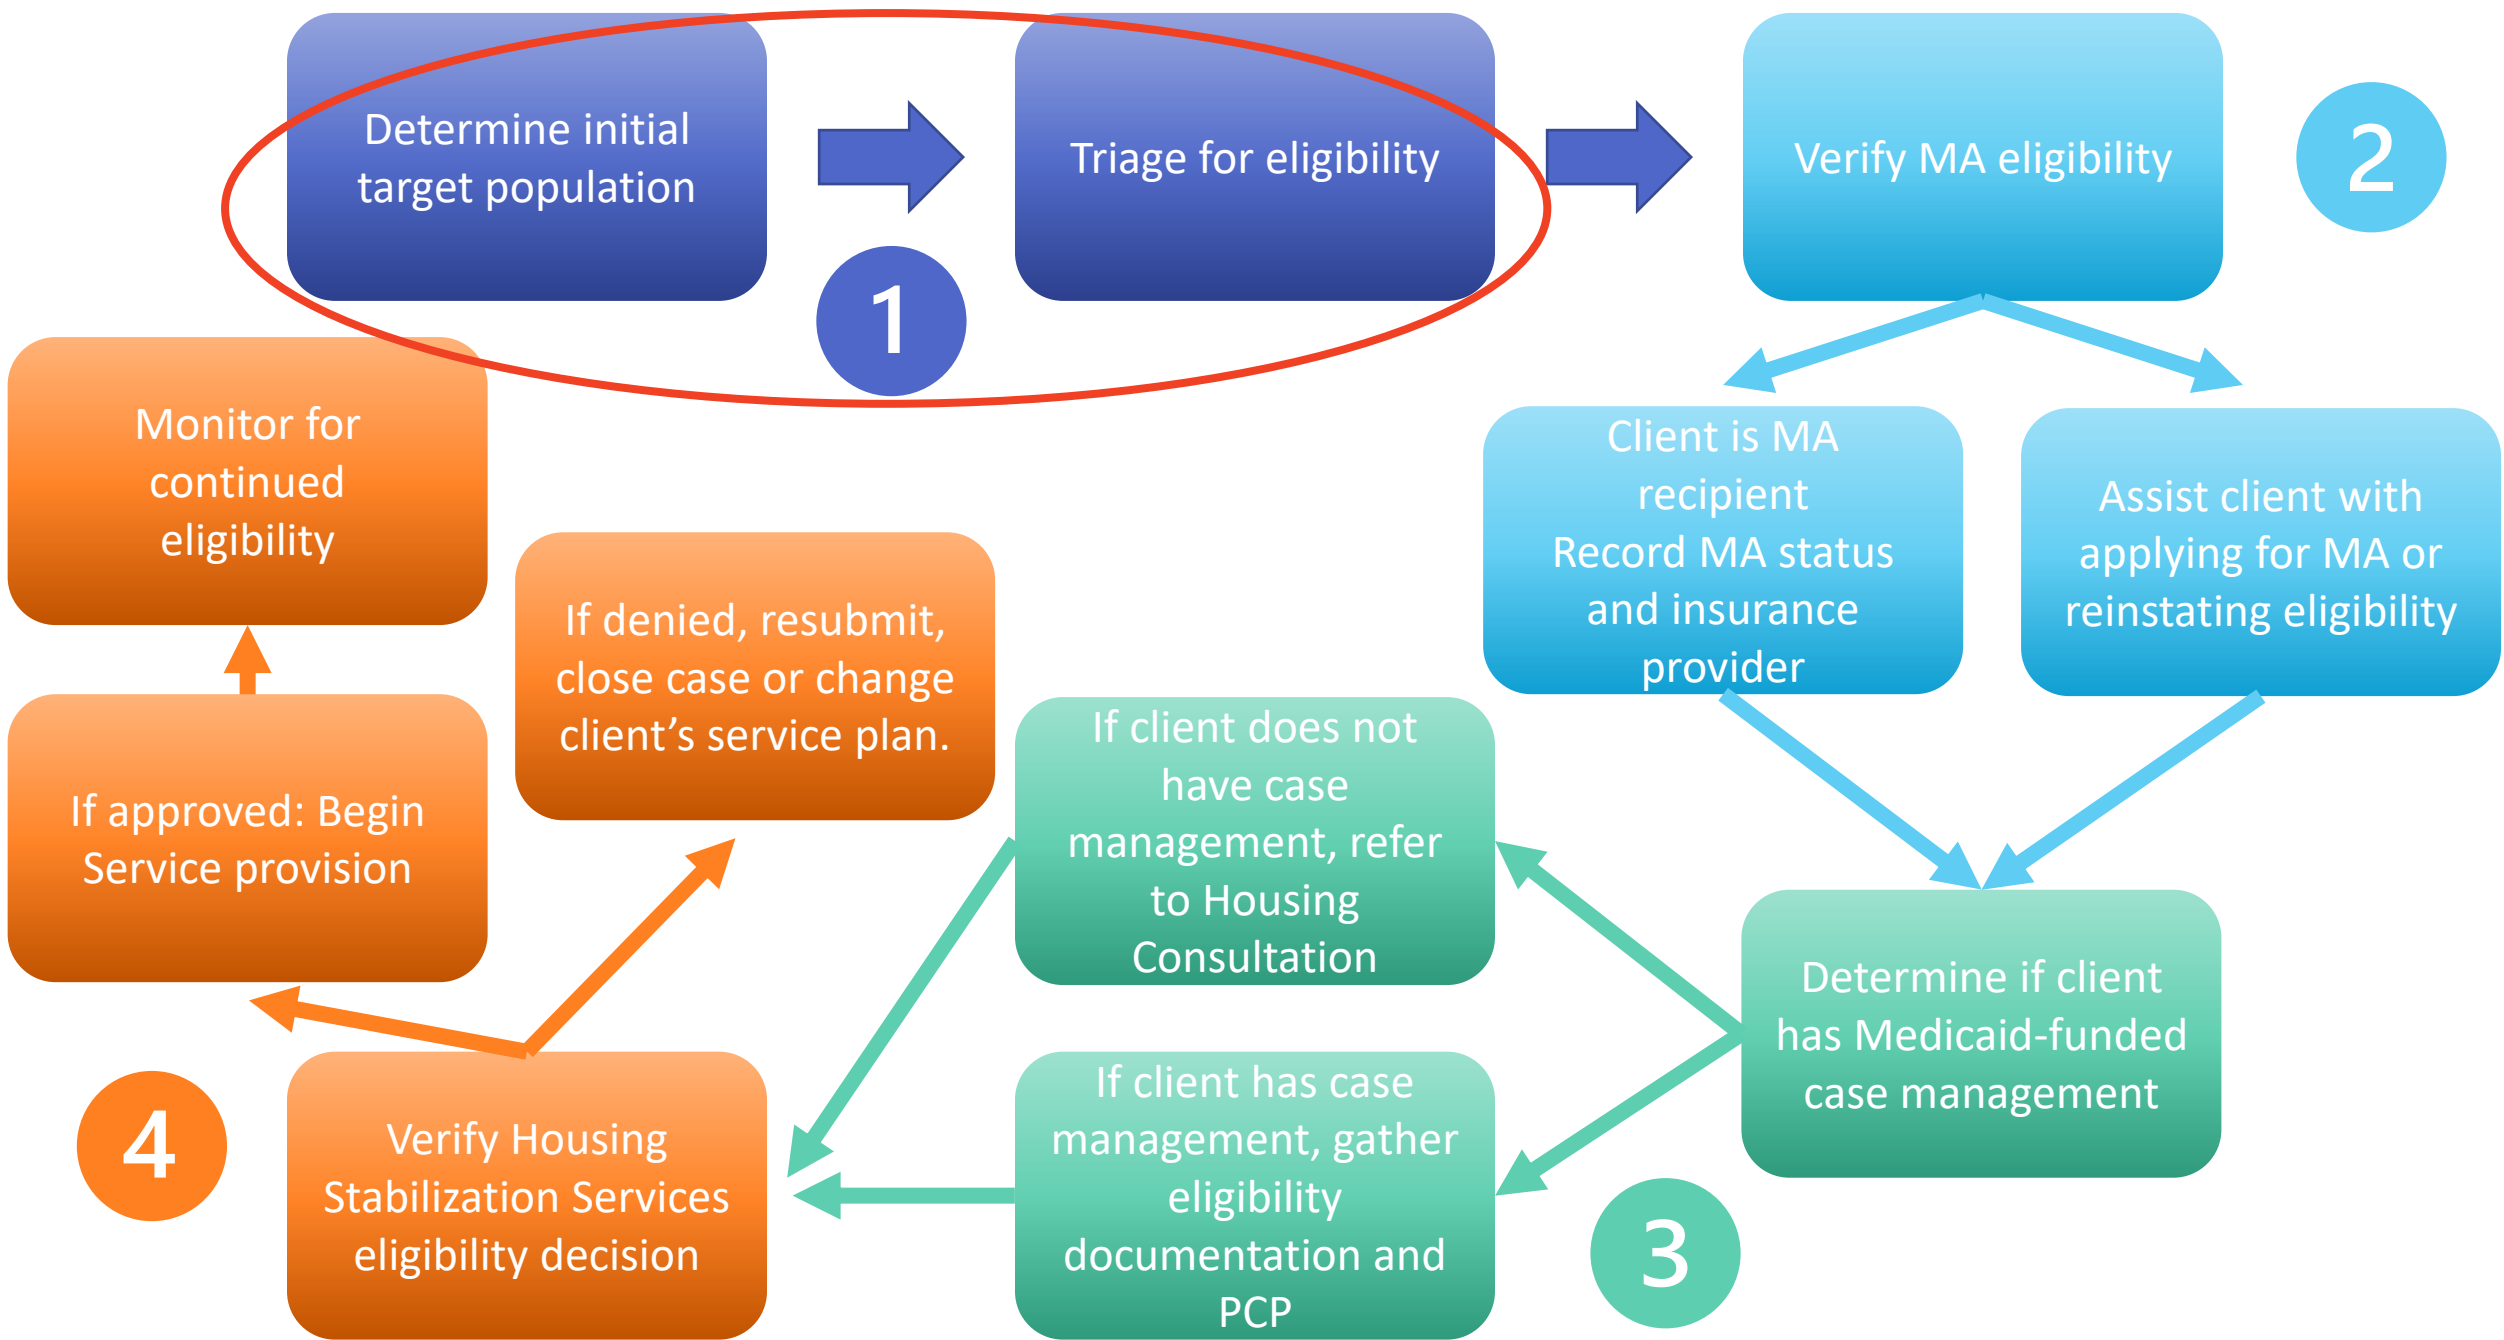 Determine initial
target population
1
Triage for eligibility
Verify MA eligibility
2
Client is MA
recipient
Record MA status
and insurance
provider
Assist client with
applying for MA or
reinstating eligibility
Determine if client
has Medicaid-funded
case management
3
If client does not
have case
management, refer
to Housing
Consultation
If client has case
management, gather
eligibility
documentation and
PCP
Verify Housing
Stabilization Services
eligibility decision
4
If denied, resubmit,
close case or change
client’s service plan.
If approved: Begin
Service provision
Monitor for
continued
eligibility